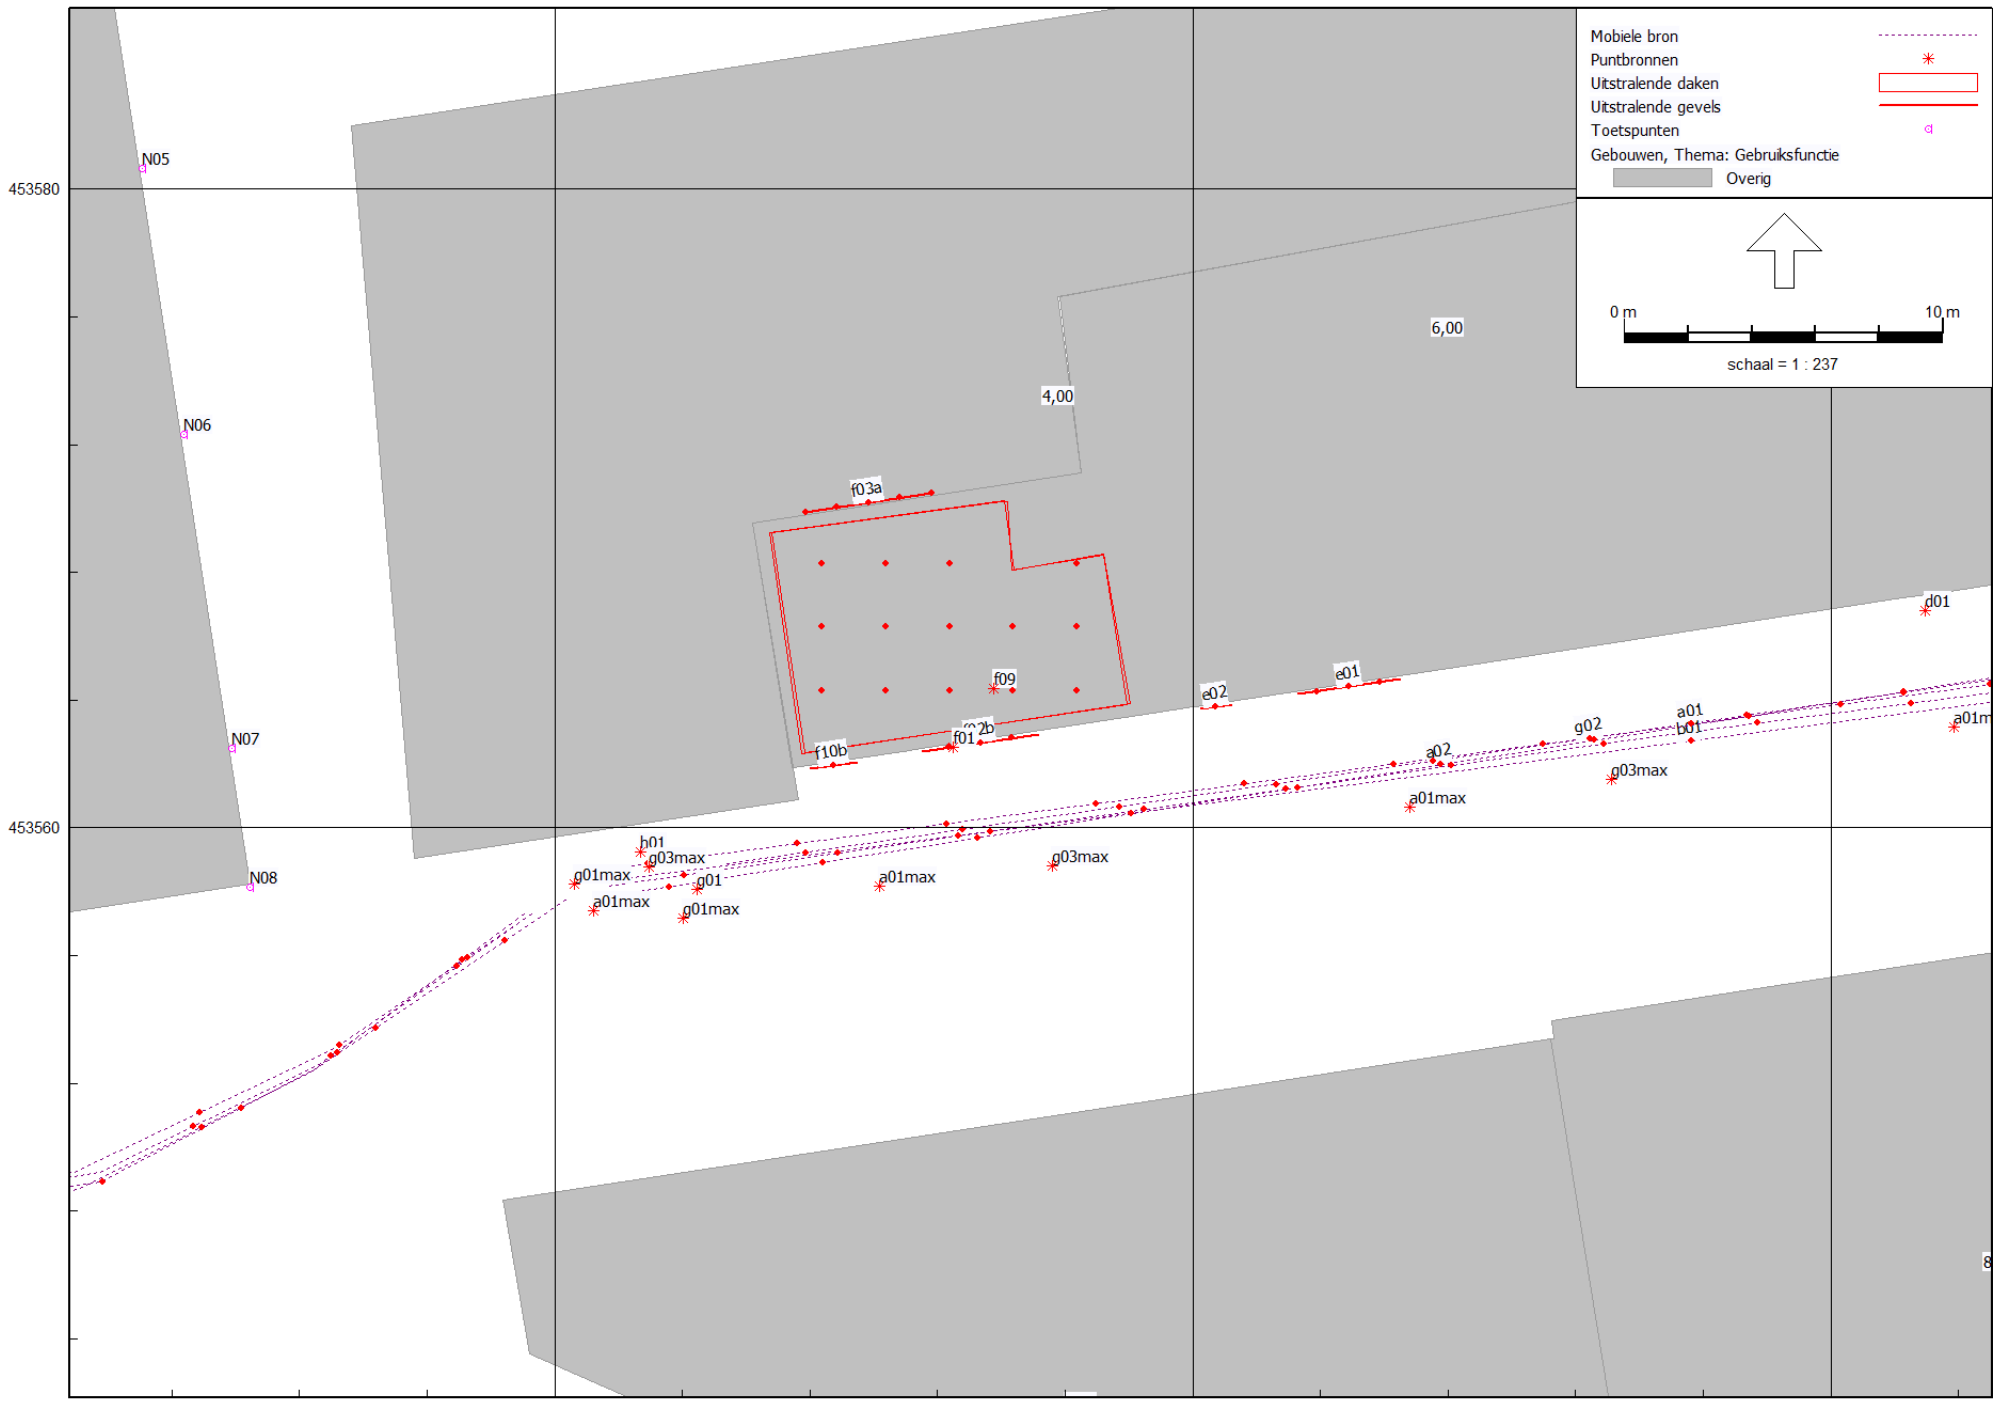 Mobiele bron
Puntbronnen
Uitstralende daken
Uitstralende gevels
Toetspunten
Gebouwen, Thema: Gebruiksfunctie
Overig
0 m 10 m
schaal = 1 : 237
N05
453580
6,00
4,00
N06
f03a
d01
f09
e01
e02
a01
a01m
N07
f01
2b
f10b
g02
b01
a02
g03max
a01max
453560
h01
g03max
g03max
g01max
g01
a01max
N08
a01max
g01max
8